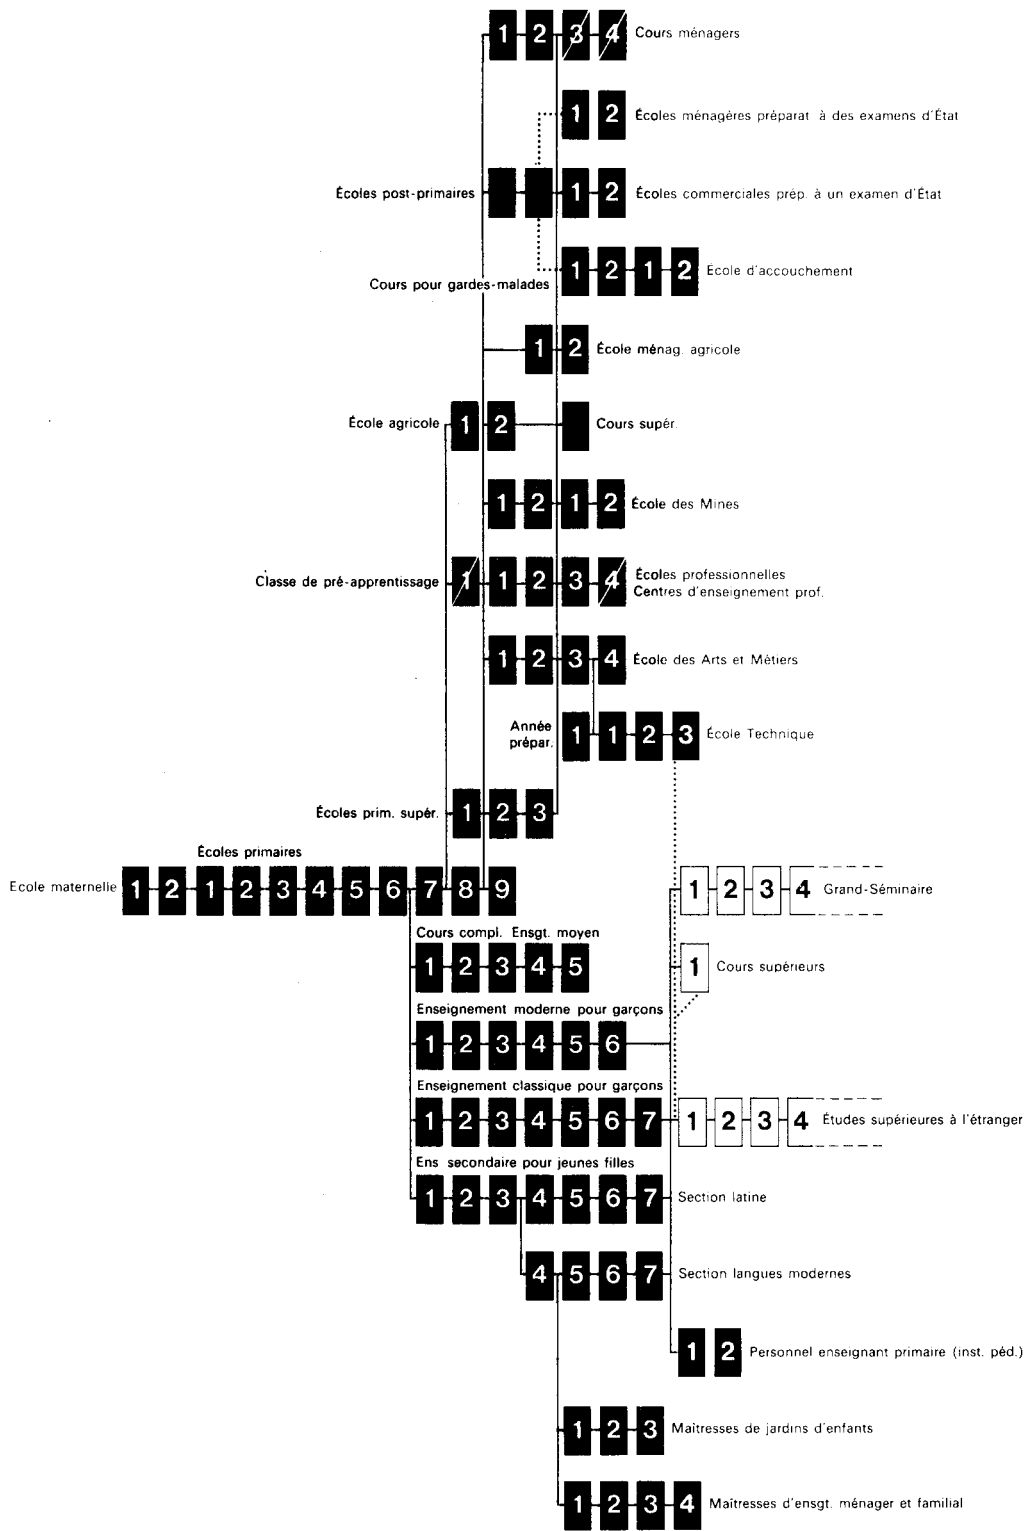 1 2 3 4 Cours ménagers
1 2 Écoles ménagères préparat. à des examens d'État
Écoles post-primaires 1 2 Écoles commerciales prép. à un examen d'État
1 2 1 2 École d'accouchement
Cours pour gardes-malades
1 2 École ménag. agricole
École agricole 1 2 Cours supér.
1 2 1 2 École des Mines
Classe de pré-apprentissage 1 1 2 3 4 Écoles professionnelles
Centres d'enseignement prof.
1 2 3 4 École des Arts et Métiers
Année
prépar. 1 1 2 3 École Technique
Écoles prim. supér. 1 2 3
Écoles primaires
Ecole maternelle 1 2 1 2 3 4 5 6 7 8 9 1 2 3 4 Grand-Séminaire
Cours compl. Ensgt. moyen
1 2 3 4 5 1 Cours supérieurs
Enseignement moderne pour garçons
1 2 3 4 5 6
Enseignement classique pour garçons
1 2 3 4 5 6 7 1 2 3 4 Études supérieures à l'étranger
Ens secondaire pour jeunes filles
1 2 3 4 5 6 7 Section latine
4 5 6 7 Section langues modernes
1 2 Personnel enseignant primaire (inst. péd.)
1 2 3 Maîtresses de jardins d'enfants
1 2 3 4 Maîtresses d'ensgt. ménager et familial